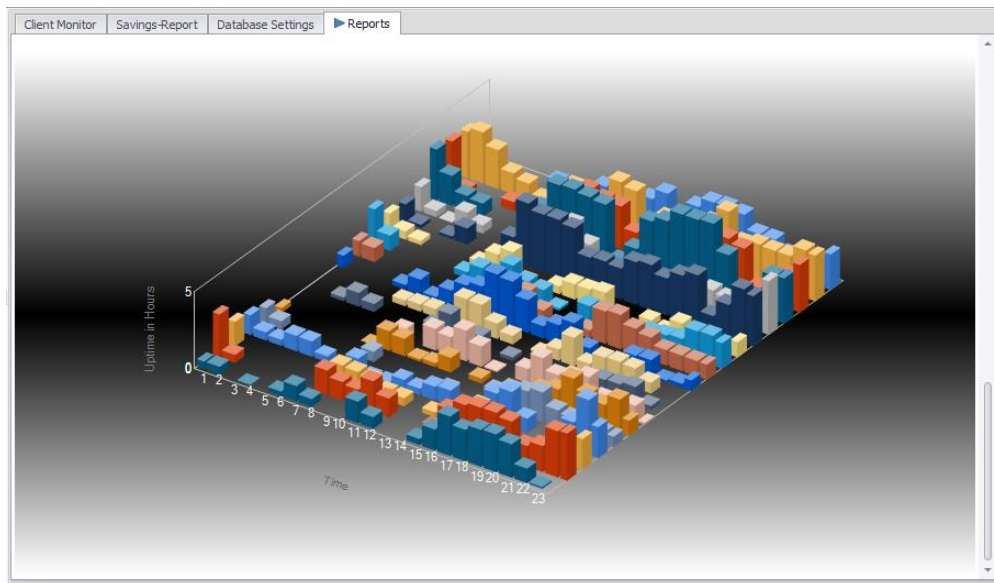 Client Monitor Savings-Report Database Settings Reports
Uptime in Hours
5
0
1 2 3 4 5 6 7 8 9 10 11 12 13 14 15 16 17 18 19 20 21 22 23
Time